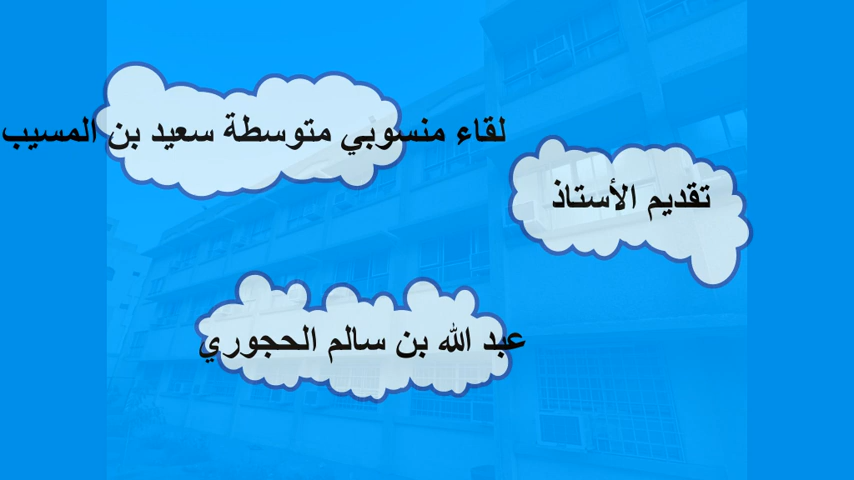 لقاء منسوبي متوسطة سعيد بن المسيب
تقديم الأستاذ
عبد الله بن سالم الحجوري